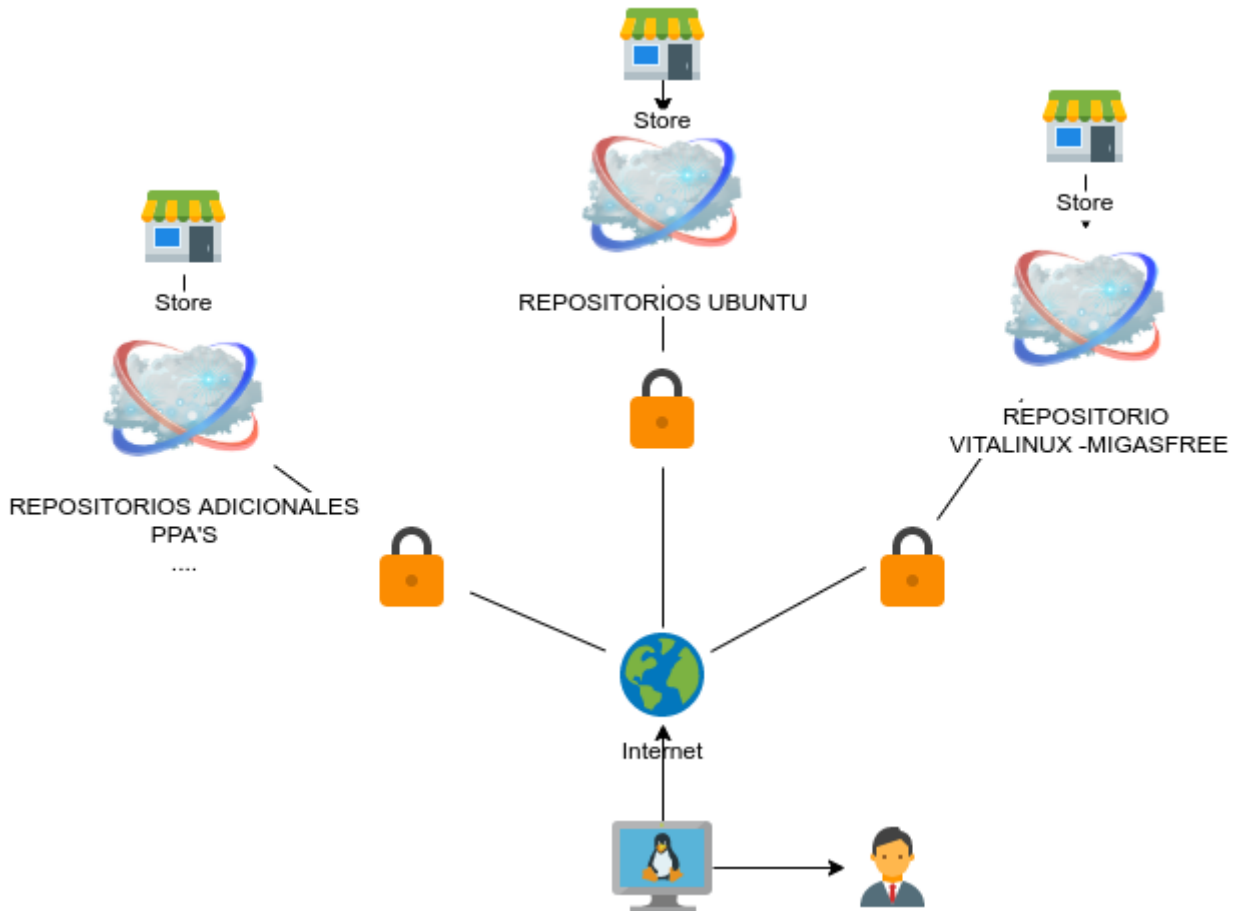 Store
Store
Store
REPOSITORIOS UBUNTU
REPOSITORIO
VITALINUX -MIGASFREE
REPOSITORIOS ADICIONALES
PPA'S
....
Internet